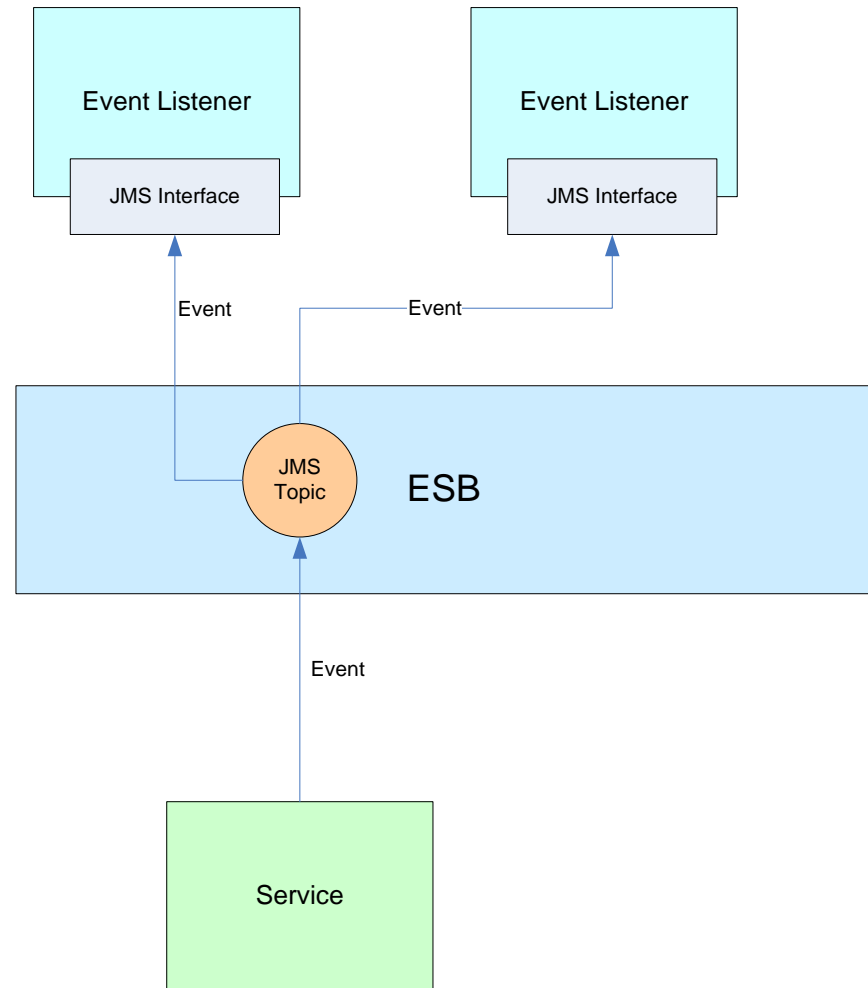 Event Listener
Event Listener
JMS Interface
JMS Interface
Event
Event
JMS
Topic
ESB
Event
Service